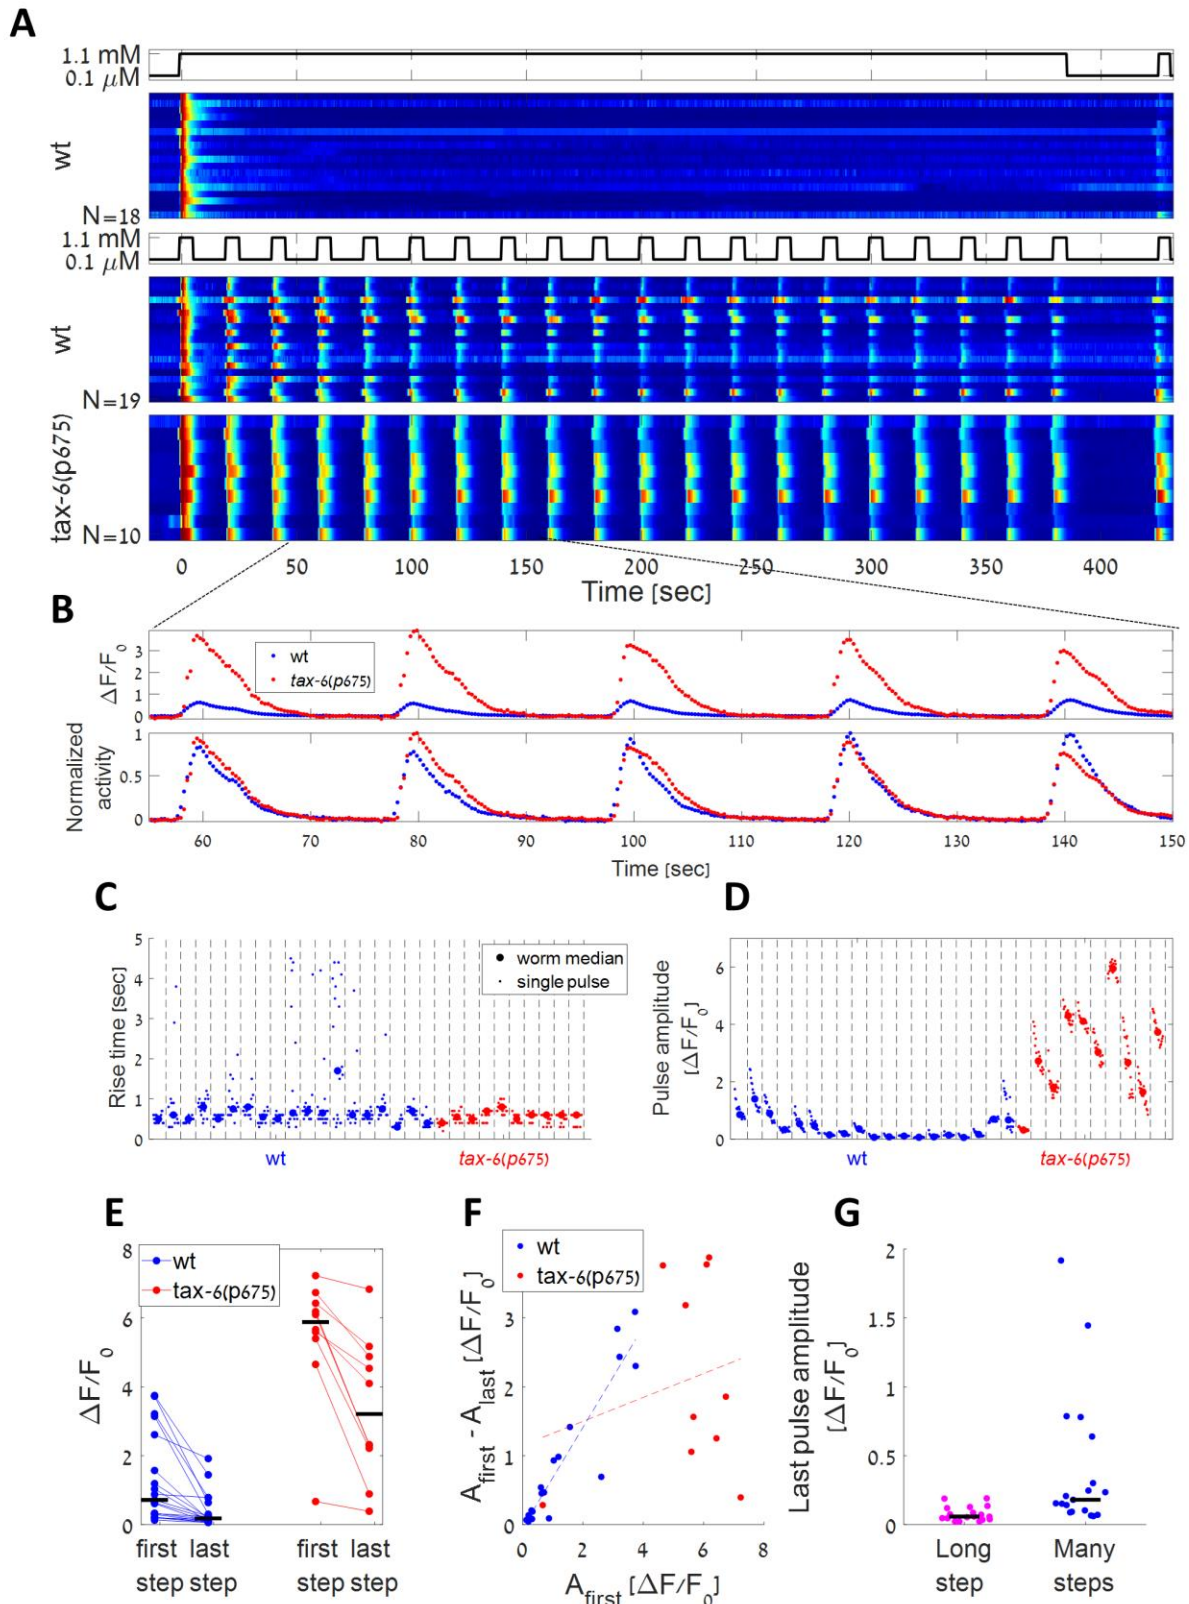 A
1.1 mM
0.1 μM
wt
N=18
1.1 mM
0.1 μM
wt
N=19
tax-6(p675)
N=10
0 50 100 150 200 250 300 350 400
Time [sec]
B
ΔF/F0
3
2
1
0
wt
tax-6(p675)
Normalized
activity
1
0.5
0
60 70 80 90 100 110 120 130 140 150
Time [sec]
C
Rise time [sec]
5
4
3
2
1
0
worm median
single pulse
wt tax-6(p675)
D
Pulse amplitude
[ΔF/F0]
6
4
2
0
wt tax-6(p675)
E
ΔF/F0
8
6
4
2
0
wt
tax-6(p675)
first last first last
step step step step
F
Afirst - Alast [ΔF/F0]
wt
tax-6(p675)
3
2
1
0
0 2 4 6 8
Afirst [ΔF/F0]
G
Last pulse amplitude
[ΔF/F0]
2
1.5
1
0.5
0
Long Many
step steps